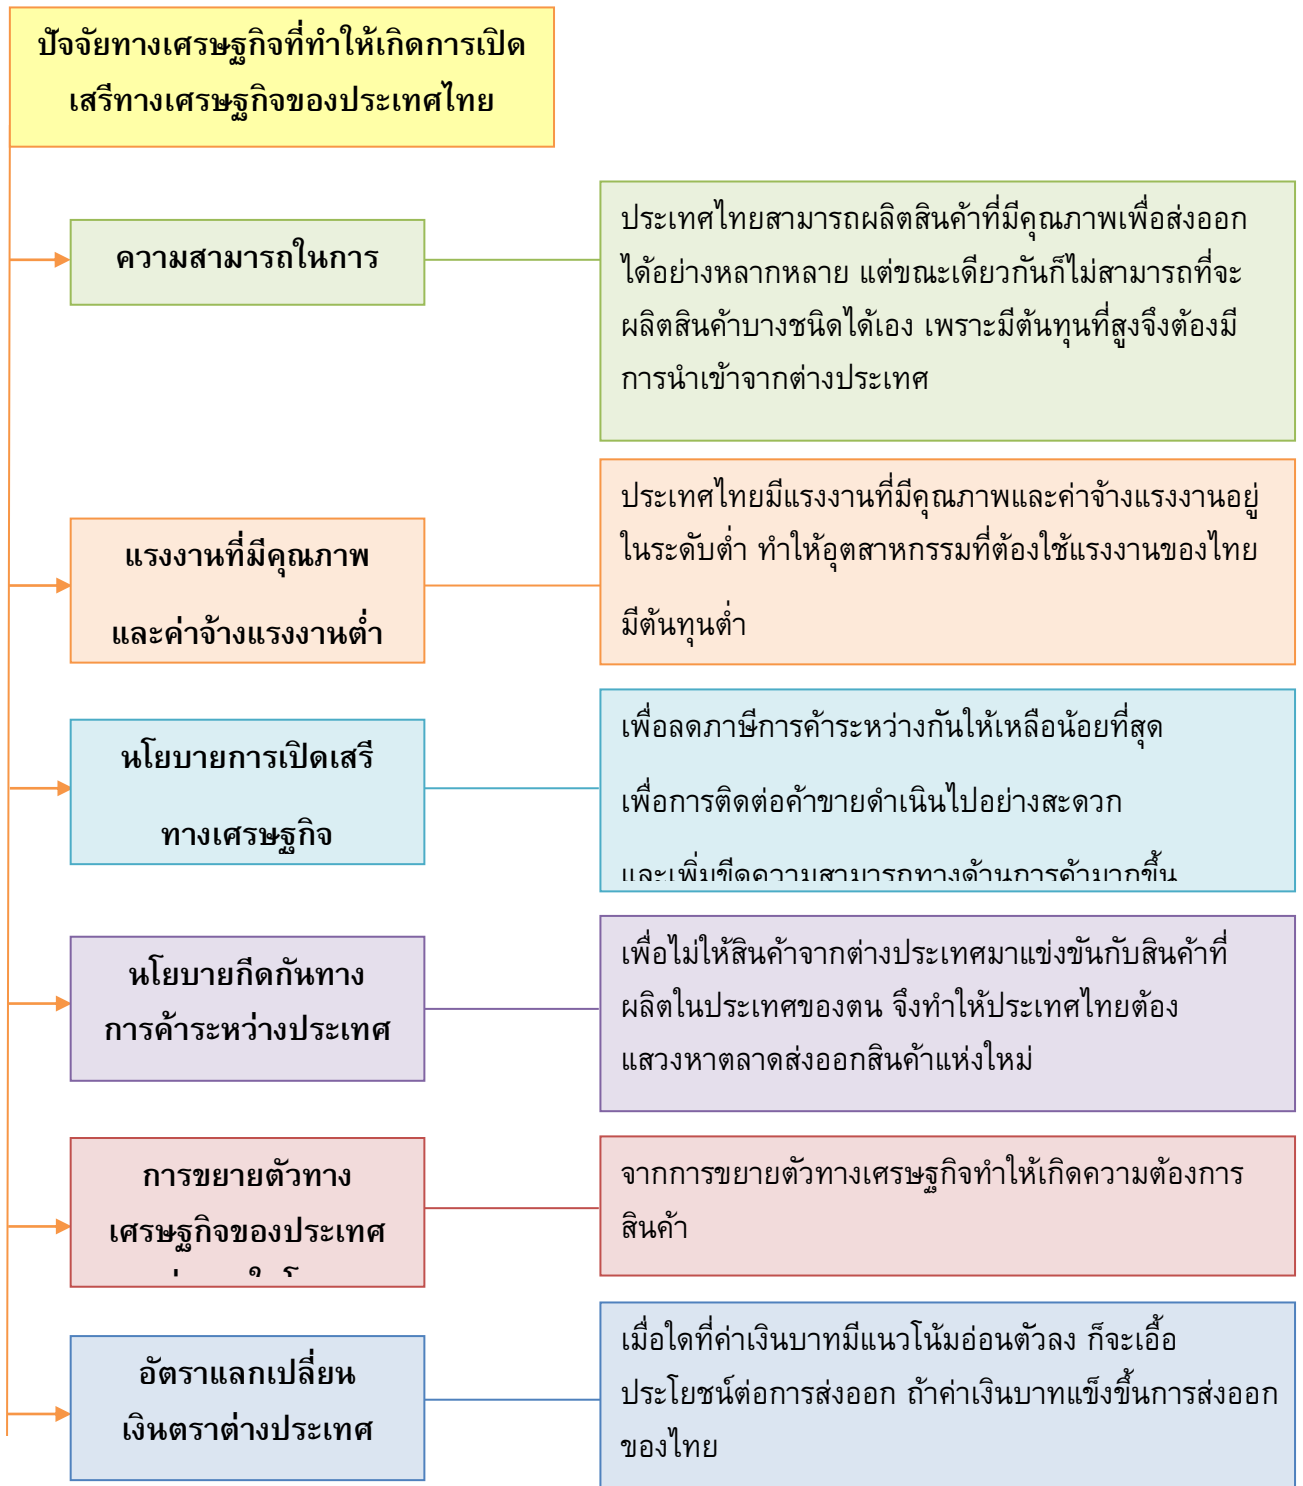 ปัจจัยทางเศรษฐกิจที่ทำให้เกิดการเปิด
เสรีทางเศรษฐกิจของประเทศไทย
ความสามารถในการ
ประเทศไทยสามารถผลิตสินค้าที่มีคุณภาพเพื่อส่งออก
ได้อย่างหลากหลาย แต่ขณะเดียวกันก็ไม่สามารถที่จะ
ผลิตสินค้าบางชนิดได้เอง เพราะมีต้นทุนที่สูงจึงต้องมี
การนำเข้าจากต่างประเทศ
แรงงานที่มีคุณภาพ
และค่าจ้างแรงงานต่ำ
ประเทศไทยมีแรงงานที่มีคุณภาพและค่าจ้างแรงงานอยู่
ในระดับต่ำ ทำให้อุตสาหกรรมที่ต้องใช้แรงงานของไทย
มีต้นทุนต่ำ
นโยบายการเปิดเสรี
ทางเศรษฐกิจ
เพื่อลดภาษีการค้าระหว่างกันให้เหลือน้อยที่สุด
เพื่อการติดต่อค้าขายดำเนินไปอย่างสะดวก
และเพิ่มขีดความสามารถทางด้านการค้ามากขึ้น
นโยบายกีดกันทาง
การค้าระหว่างประเทศ
เพื่อไม่ให้สินค้าจากต่างประเทศมาแข่งขันกับสินค้าที่
ผลิตในประเทศของตน จึงทำให้ประเทศไทยต้อง
แสวงหาตลาดส่งออกสินค้าแห่งใหม่
การขยายตัวทาง
เศรษฐกิจของประเทศ
จากการขยายตัวทางเศรษฐกิจทำให้เกิดความต้องการ
สินค้า
อัตราแลกเปลี่ยน
เงินตราต่างประเทศ
เมื่อใดที่ค่าเงินบาทมีแนวโน้มอ่อนตัวลง ก็จะเอื้อ
ประโยชน์ต่อการส่งออก ถ้าค่าเงินบาทแข็งขึ้นการส่งออก
ของไทย